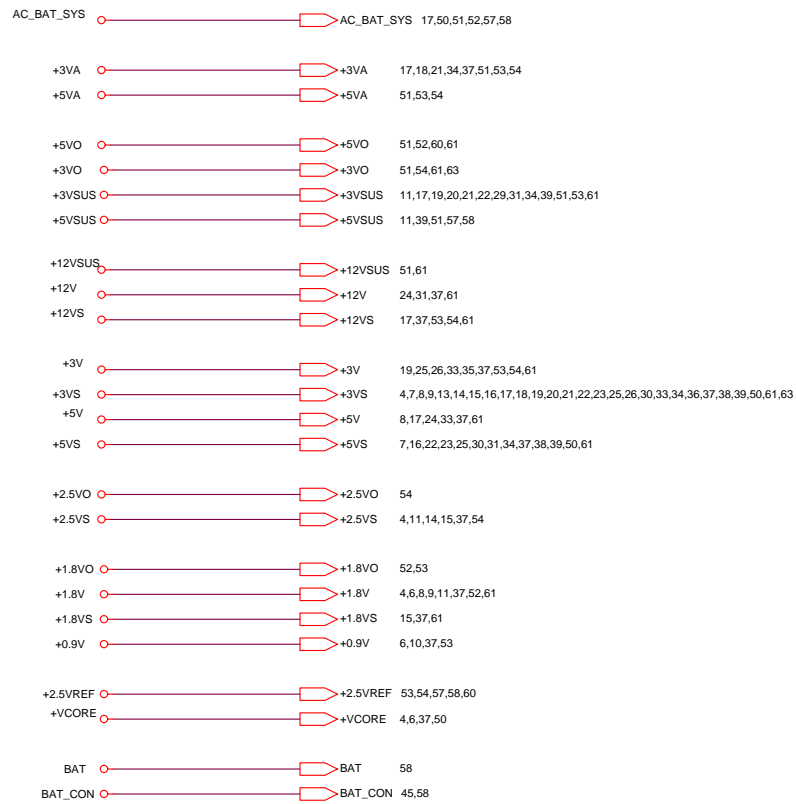 AC_BAT_SYS AC_BAT_SYS 17,50,51,52,57,58
+3VA +3VA 17,18,21,34,37,51,53,54
+5VA +5VA 51,53,54
+5VO +5VO 51,52,60,61
+3VO +3VO 51,54,61,63
+3VSUS +3VSUS 11,17,19,20,21,22,29,31,34,39,51,53,61
+5VSUS +5VSUS 11,39,51,57,58
+12VSUS +12VSUS 51,61
+12V +12V 24,31,37,61
+12VS +12VS 17,37,53,54,61
+3V +3V 19,25,26,33,35,37,53,54,61
+3VS +3VS 4,7,8,9,13,14,15,16,17,18,19,20,21,22,23,25,26,30,33,34,36,37,38,39,50,61,63
+5V +5V 8,17,24,33,37,61
+5VS +5VS 7,16,22,23,25,30,31,34,37,38,39,50,61
+2.5VO +2.5VO 54
+2.5VS +2.5VS 4,11,14,15,37,54
+1.8VO +1.8VO 52,53
+1.8V +1.8V 4,6,8,9,11,37,52,61
+1.8VS +1.8VS 15,37,61
+0.9V +0.9V 6,10,37,53
+2.5VREF +2.5VREF 53,54,57,58,60
+VCORE +VCORE 4,6,37,50
BAT BAT 58
BAT_CON BAT_CON 45,58